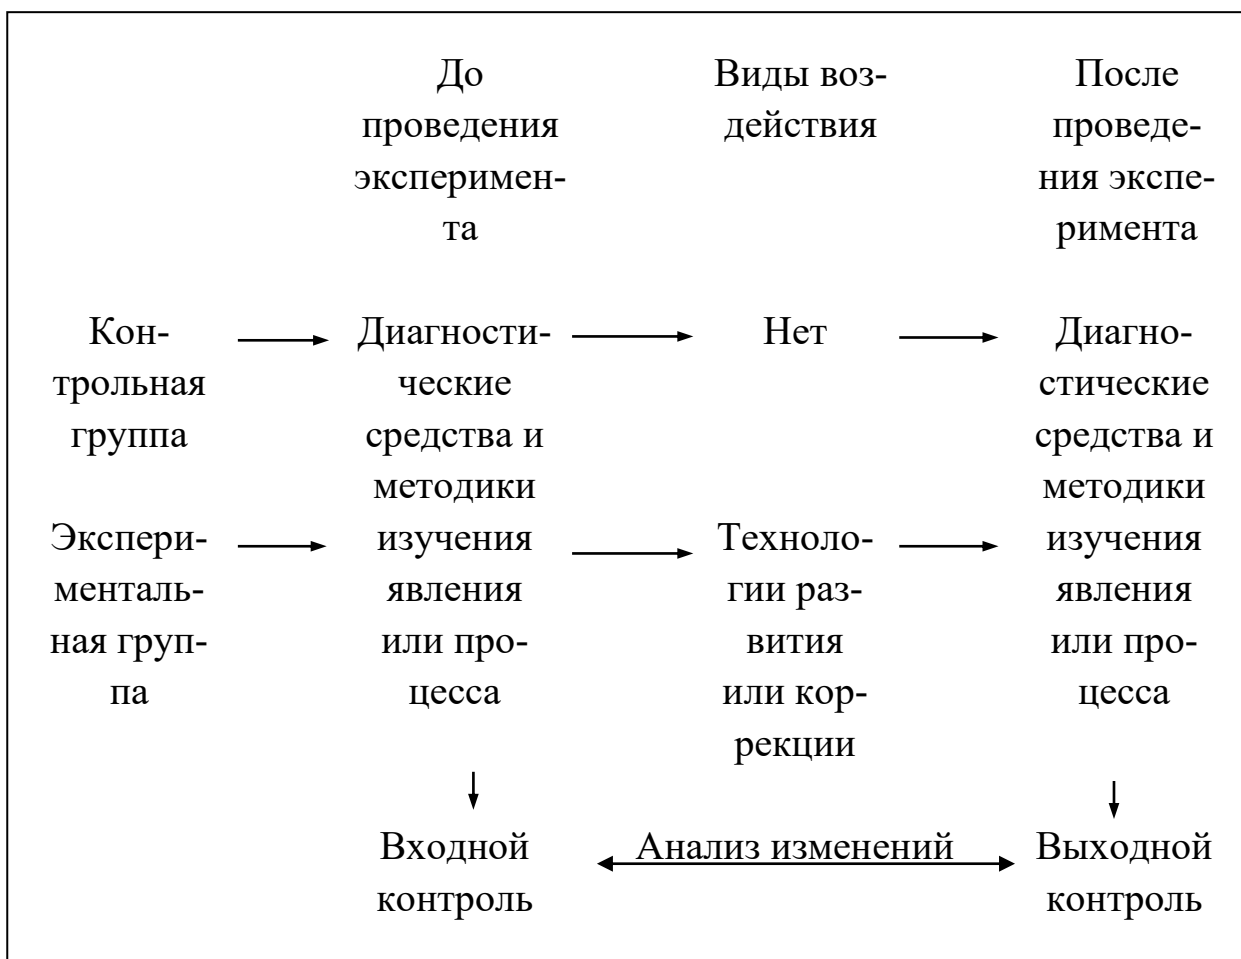 До
проведения
эксперимен-
та
Виды воз-
действия
После
проведе-
ния экспе-
римента
Кон-
трольная
группа
Диагности-
ческие
средства и
методики
изучения
явления
или про-
цесса
Нет
Диагно-
стические
средства и
методики
изучения
явления
или про-
цесса
Экспери-
менталь-
ная груп-
па
Техноло-
гии раз-
вития
или кор-
рекции
Входной
контроль
Анализ изменений
Выходной
контроль